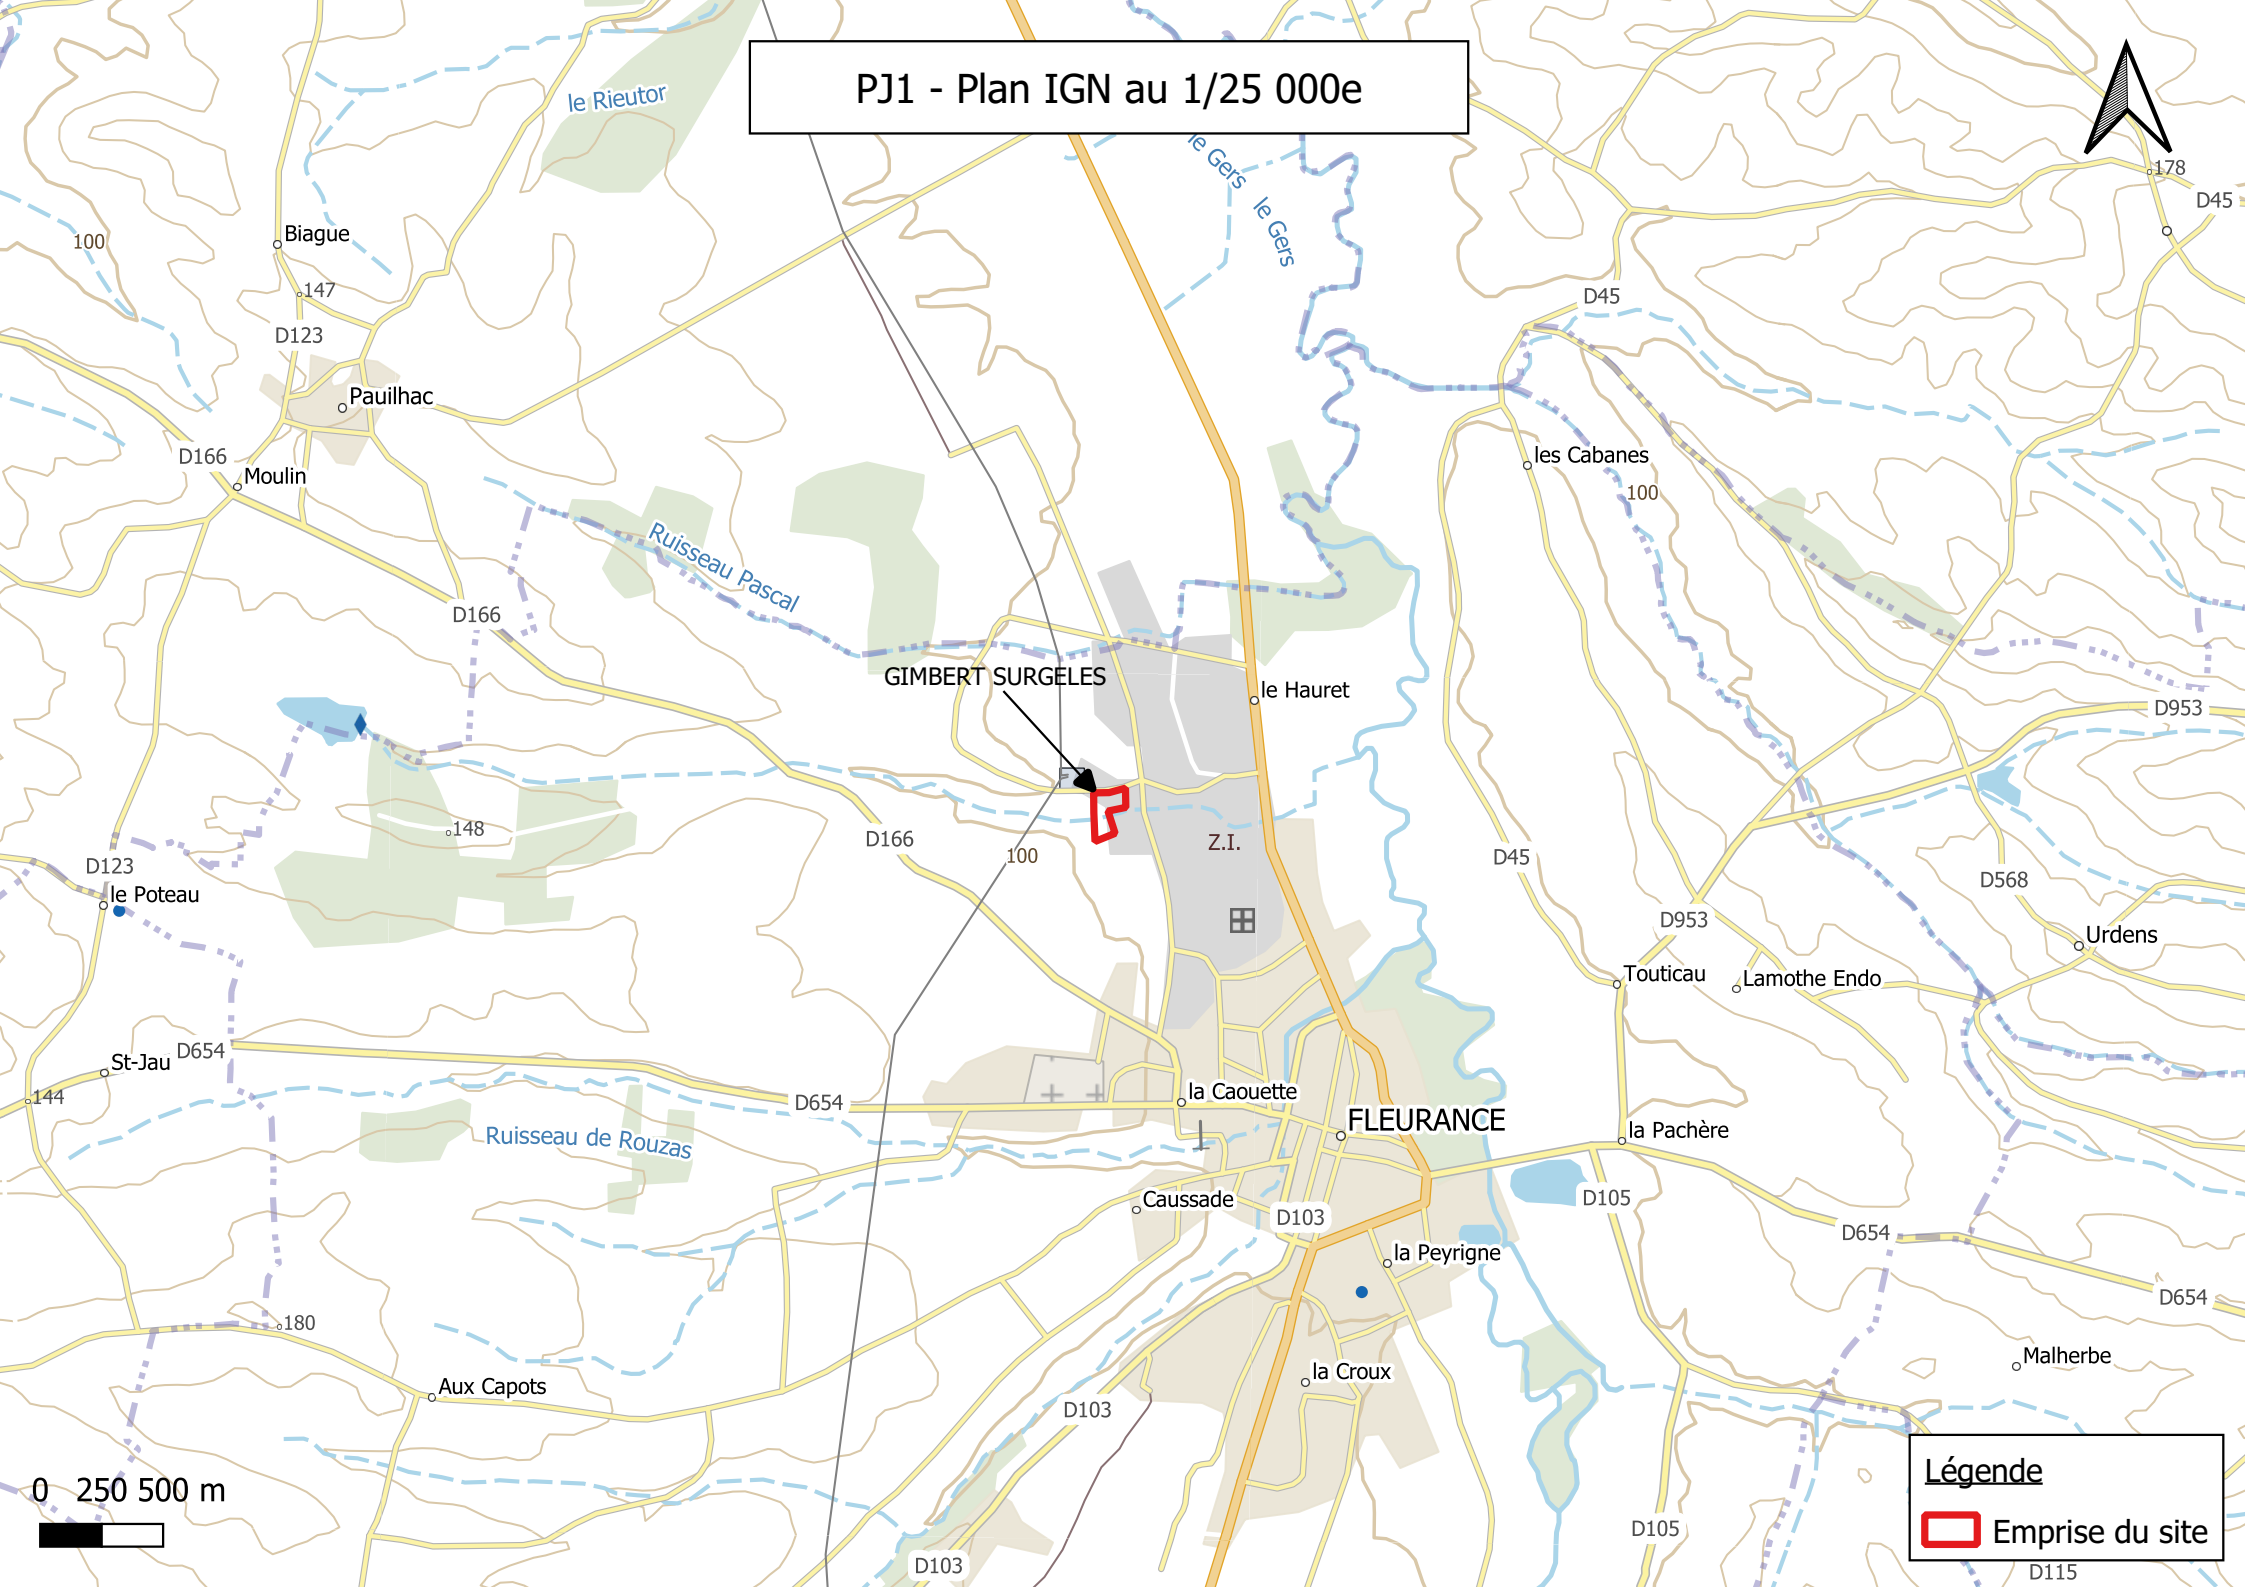 PJ1 - Plan IGN au 1/25 000e
le Rieutor
le Gers
le Gers
178
D45
100
Biague
147
D45
D123
Pauilhac
D166
Moulin
les Cabanes
100
Ruisseau Pascal
D166
GIMBERT SURGELES
le Hauret
D953
148
D166
Z.I.
100
D45
D123
le Poteau
D568
D953
Urdens
Touticau
Lamothe Endo
St-Jau
D654
144
D654
la Caouette
FLEURANCE
la Pachère
Ruisseau de Rouzas
Caussade
D103
D105
D654
la Peyrigne
D654
180
Malherbe
la Croux
Aux Capots
D103
0 250 500 m
Légende
Emprise du site
D105
D103
D115